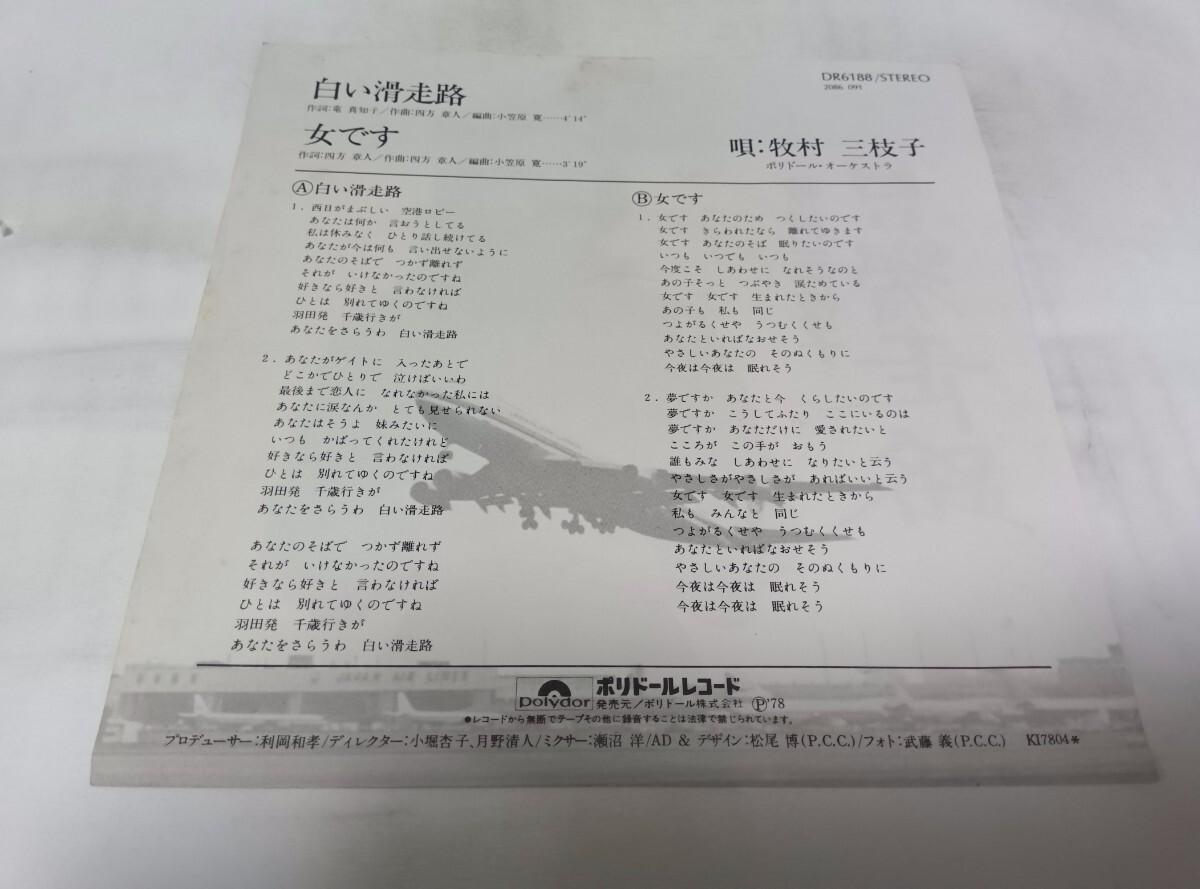 白い滑走路
作詞:竜 真知子/作曲:四方 章人/編曲:小笠原 寛……4'14"
女です
作詞:四方 章人/作曲:四方 章人/編曲:小笠原 寛……3'19"
DR6188/STEREO
2086 091
唄:牧村 三枝子
ポリドール・オーケストラ
Ⓐ白い滑走路
1. 西日がまぶしい 空港ロビー
あなたは何か 言おうとしてる
私は休みなく ひとり話し続けてる
あなたが今は何も 言い出せないように
あなたのそばで つかず離れず
それが いけなかったのですね
好きなら好きと 言わなければ
ひとは 別れてゆくのですね
羽田発 千歳行きが
あなたをさらうわ 白い滑走路
2. あなたがゲイトに 入ったあとで
どこかでひとりで 泣けばいいわ
最後まで恋人に なれなかった私には
あなたに涙なんか とても見せられない
あなたはそうよ 妹みたいに
いつも かばってくれたけれど
好きなら好きと 言わなければ
ひとは 別れてゆくのですね
羽田発 千歳行きが
あなたをさらうわ 白い滑走路
あなたのそばで つかず離れず
それが いけなかったのですね
好きなら好きと 言わなければ
ひとは 別れてゆくのですね
羽田発 千歳行きが
あなたをさらうわ 白い滑走路
Ⓑ女です
1. 女です あなたのため つくしたいのです
女です きらわれたなら 離れてゆきます
女です あなたのそば 眠りたいのです
いつも いつでも いつも
今度こそ しあわせに なれそうなのと
あの子そっと つぶやき 涙ためている
女です 女です 生まれたときから
あの子も 私も 同じ
つよがるくせや うつむくくせも
あなたといればなおせそう
やさしいあなたの そのぬくもりに
今夜は今夜は 眠れそう
2. 夢ですか あなたと今 くらしたいのです
夢ですか こうしてふたり ここにいるのは
夢ですか あなただけに 愛されたいと
こころが この手が おもう
誰もみな しあわせに なりたいと云う
やさしさがやさしさが あればいいと云う
女です 女です 生まれたときから
私も みんなと 同じ
つよがるくせや うつむくくせも
あなたといればなおせそう
やさしいあなたの そのぬくもりに
今夜は今夜は 眠れそう
今夜は今夜は 眠れそう
polydor ポリドールレコード
発売元/ポリドール株式会社 Ⓟ'78
●レコードから無断でテープその他に録音することは法律で禁じられています。
プロデューサー:利岡和孝/ディレクター:小堀杏子、月野清人/ミクサー:瀬沼 洋/AD & デザイン:松尾 博(P.C.C.)/フォト:武藤 義(P.C.C.) KI7804*